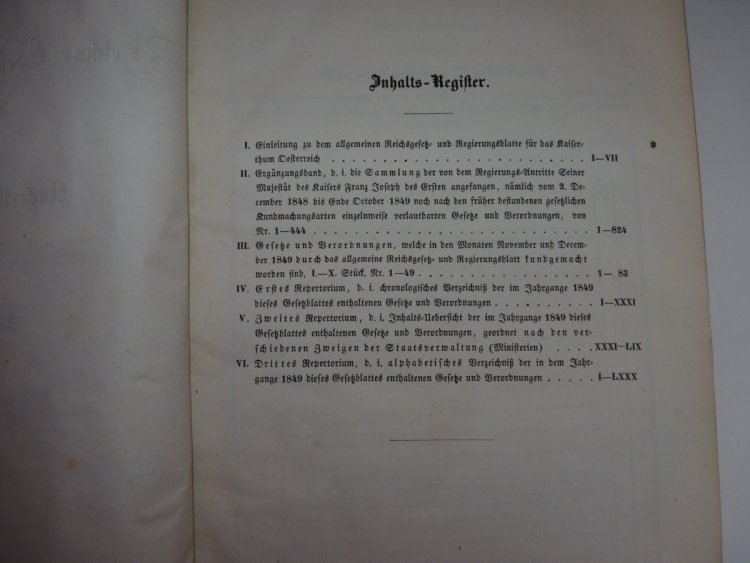 Inhalts-Register.
I. Einleitung zu dem allgemeinen Reichsgesetz- und Regierungsblatte für das Kaiser-
thum Oesterreich . . . . . . . . . . . . . . . . . . . . I—VII
II. Ergänzungsband, d. i. die Sammlung der von dem Regierungs-Antritte Seiner
Majestät des Kaisers Franz Joseph des Ersten angefangen, nämlich vom 2. De-
cember 1848 bis Ende October 1849 noch nach den früher bestandenen gesetzlichen
Kundmachungsarten einzelnweise verlautbarten Gesetze und Verordnungen, von
Nr. 1—444 . . . . . . . . . . . . . . . . . . . . . . 1—824
III. Gesetze und Verordnungen, welche in den Monaten November und Decem-
ber 1849 durch das allgemeine Reichsgesetz- und Regierungsblatt kundgemacht
worden sind, I.—X. Stück, Nr. 1—49 . . . . . . . . . . . . . 1— 83
IV. Erstes Repertorium, d. i. chronologisches Verzeichniß der im Jahrgange 1849
dieses Gesetzblattes enthaltenen Gesetze und Verordnungen . . . . . . I—XXXI
V. Zweites Repertorium, d. i. Inhalts-Uebersicht der im Jahrgange 1849 dieses
Gesetzblattes enthaltenen Gesetze und Verordnungen, geordnet nach den ver-
schiedenen Zweigen der Staatsverwaltung (Ministerien) . . . . XXXI—LIX
VI. Drittes Repertorium, d. i. alphabetisches Verzeichniß der in dem Jahr-
gange 1849 dieses Gesetzblattes enthaltenen Gesetze und Verordnungen . . . . . I—LXXX